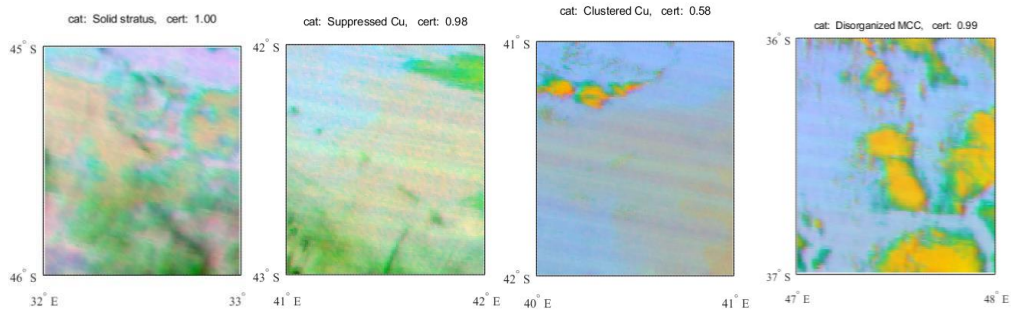 cat: Solid stratus, cert: 1.00
45° S
46° S
32° E
33°
cat: Suppressed Cu, cert: 0.98
42° S
43° S
41° E
42° E
cat: Clustered Cu, cert: 0.58
41° S
42° S
40° E
41° E
cat: Disorganized MCC, cert: 0.99
36° S
37° S
47° E
48° E